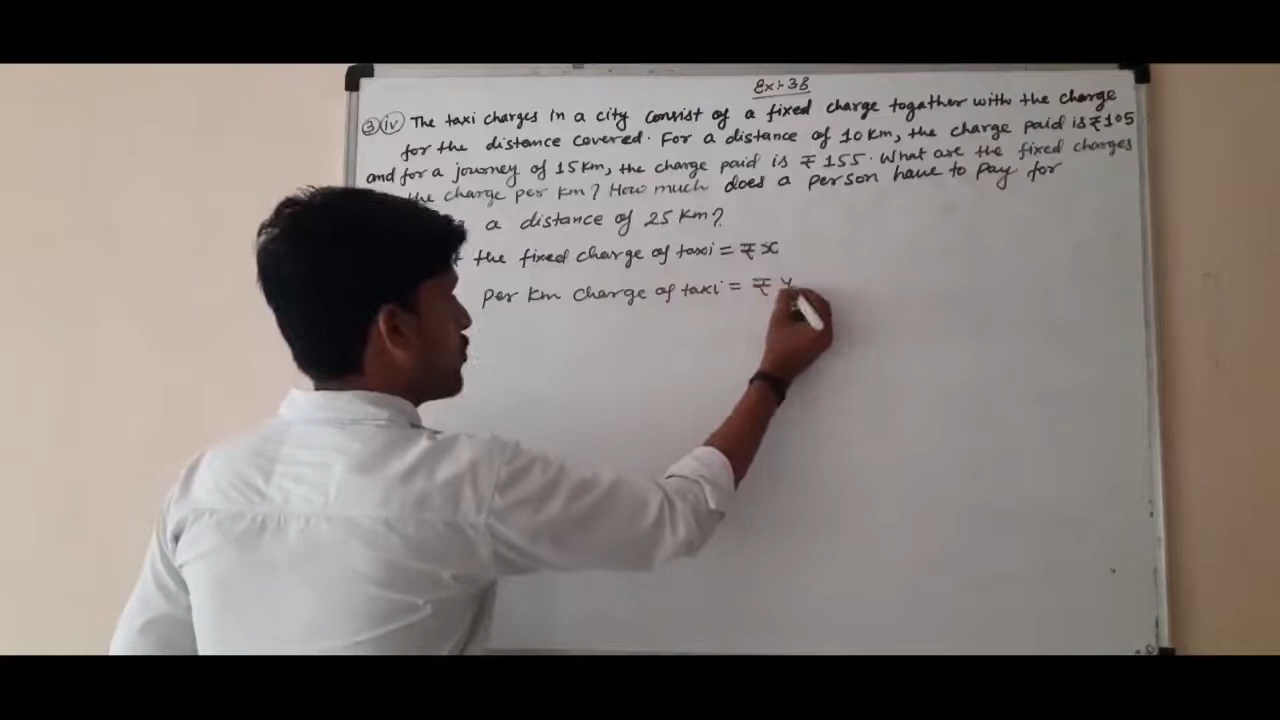 Ex:-3B
3 iv The taxi charges in a city consist of a fixed charge togather with the charge
for the distance covered. For a distance of 10 Km, the charge paid is ₹105
and for a journey of 15 Km, the charge paid is ₹155. What are the fixed charges
the charge per km? How much does a person have to pay for
a distance of 25 Km?
the fixed charge of taxi = ₹ x
per Km charge of taxi = ₹ y